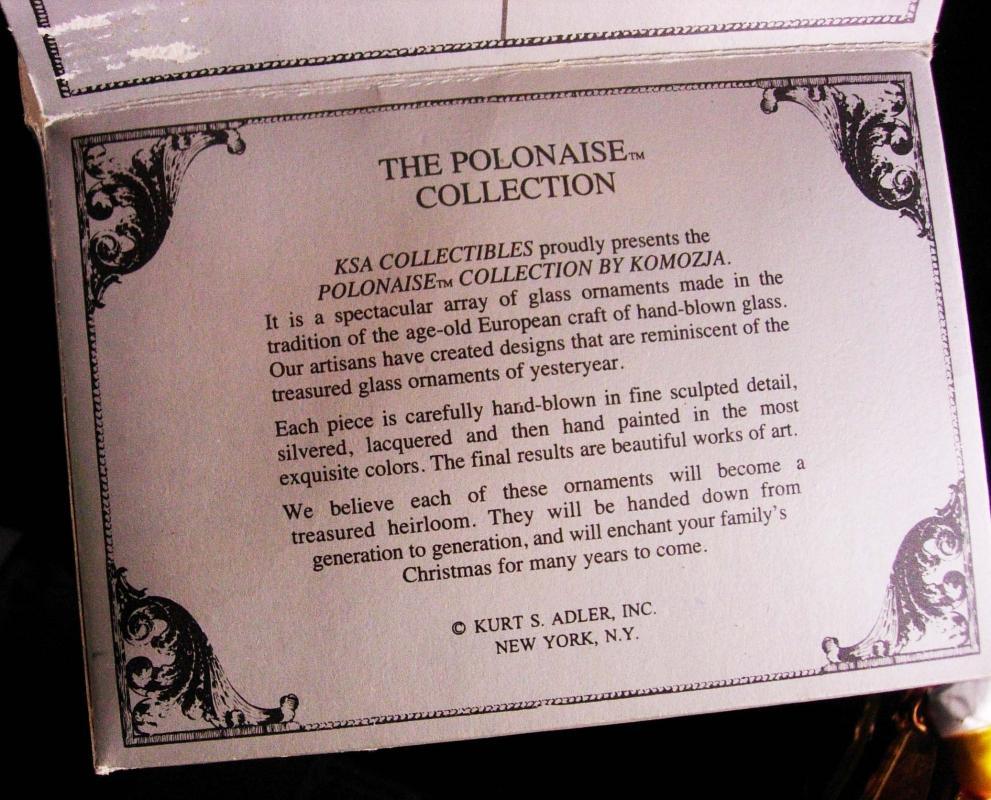 THE POLONAISE™
COLLECTION
KSA COLLECTIBLES proudly presents the
POLONAISE™ COLLECTION BY KOMOZJA.
It is a spectacular array of glass ornaments made in the
tradition of the age-old European craft of hand-blown glass.
Our artisans have created designs that are reminiscent of the
treasured glass ornaments of yesteryear.
Each piece is carefully hand-blown in fine sculpted detail,
silvered, lacquered and then hand painted in the most
exquisite colors. The final results are beautiful works of art.
We believe each of these ornaments will become a
treasured heirloom. They will be handed down from
generation to generation, and will enchant your family's
Christmas for many years to come.
© KURT S. ADLER, INC.
NEW YORK, N.Y.